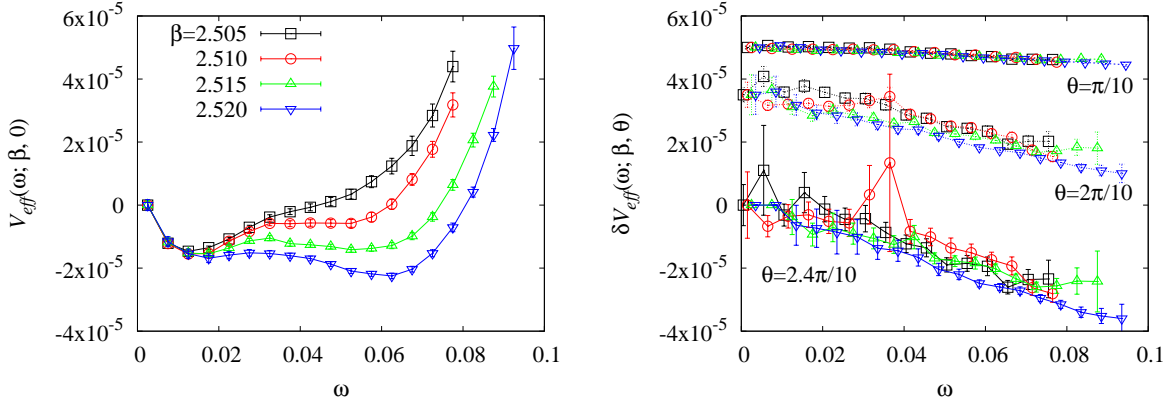 6x10⁻⁵
4x10⁻⁵
2x10⁻⁵
0
-2x10⁻⁵
-4x10⁻⁵
V_eff(ω; β, 0)
β=2.505
2.510
2.515
2.520
0 0.02 0.04 0.06 0.08 0.1
ω
6x10⁻⁵
4x10⁻⁵
2x10⁻⁵
0
-2x10⁻⁵
-4x10⁻⁵
δV_eff(ω; β, θ)
θ=π/10
θ=2π/10
θ=2.4π/10
0 0.02 0.04 0.06 0.08 0.1
ω